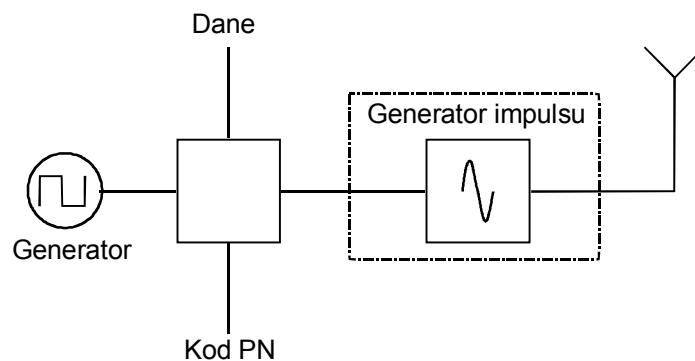 Dane
Generator impulsu
Generator
Kod PN